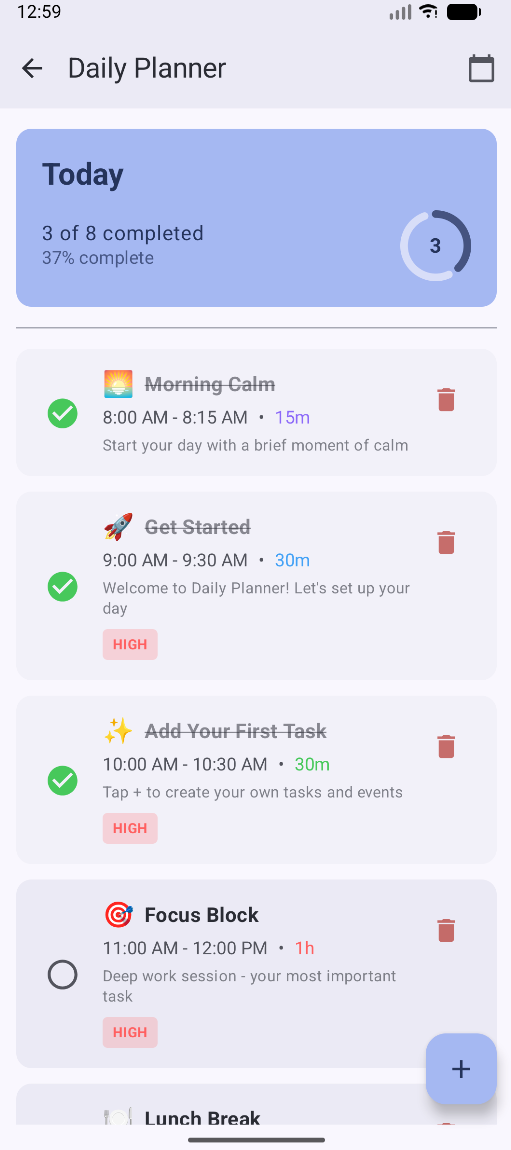 12:59
Daily Planner
Today
3 of 8 completed
37% complete
3
Morning Calm
8:00 AM - 8:15 AM • 15m
Start your day with a brief moment of calm
Get Started
9:00 AM - 9:30 AM • 30m
Welcome to Daily Planner! Let's set up your
day
HIGH
Add Your First Task
10:00 AM - 10:30 AM • 30m
Tap + to create your own tasks and events
HIGH
Focus Block
11:00 AM - 12:00 PM • 1h
Deep work session - your most important
task
HIGH
+
Lunch Break